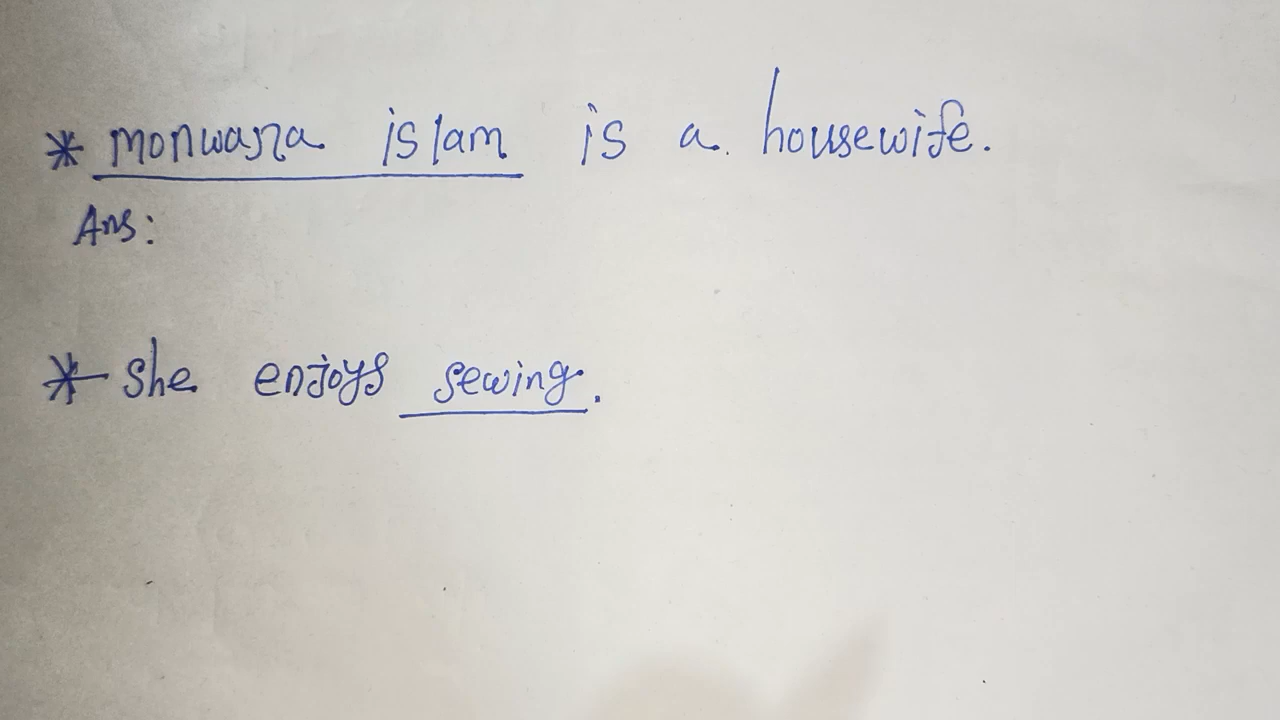 * monwara islam is a housewife.
Ans:
* she enjoys sewing.